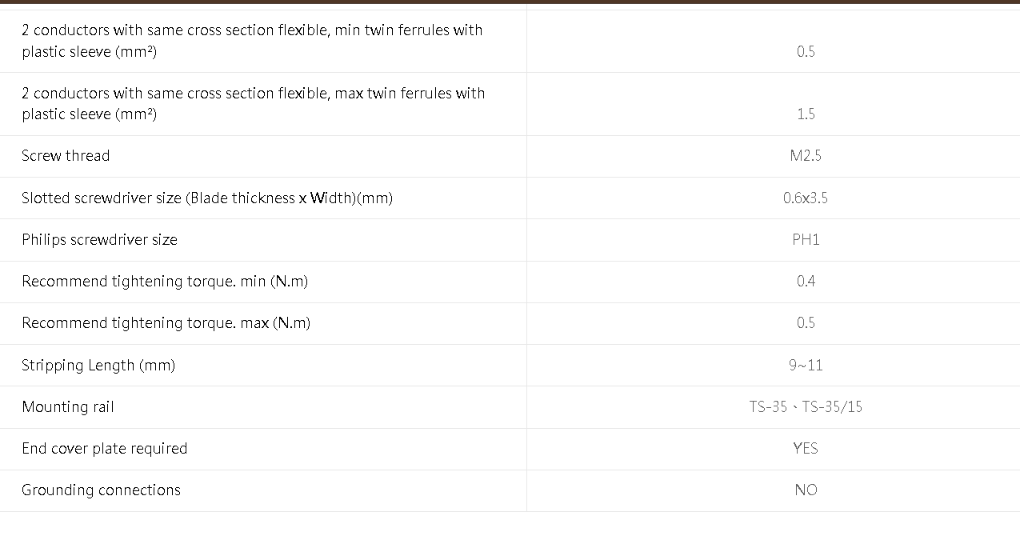 2 conductors with same cross section flexible, min twin ferrules with
plastic sleeve (mm²)
0.5
2 conductors with same cross section flexible, max twin ferrules with
plastic sleeve (mm²)
1.5
Screw thread
M2.5
Slotted screwdriver size (Blade thickness x Width)(mm)
0.6x3.5
Philips screwdriver size
PH1
Recommend tightening torque. min (N.m)
0.4
Recommend tightening torque. max (N.m)
0.5
Stripping Length (mm)
9~11
Mounting rail
TS-35、TS-35/15
End cover plate required
YES
Grounding connections
NO